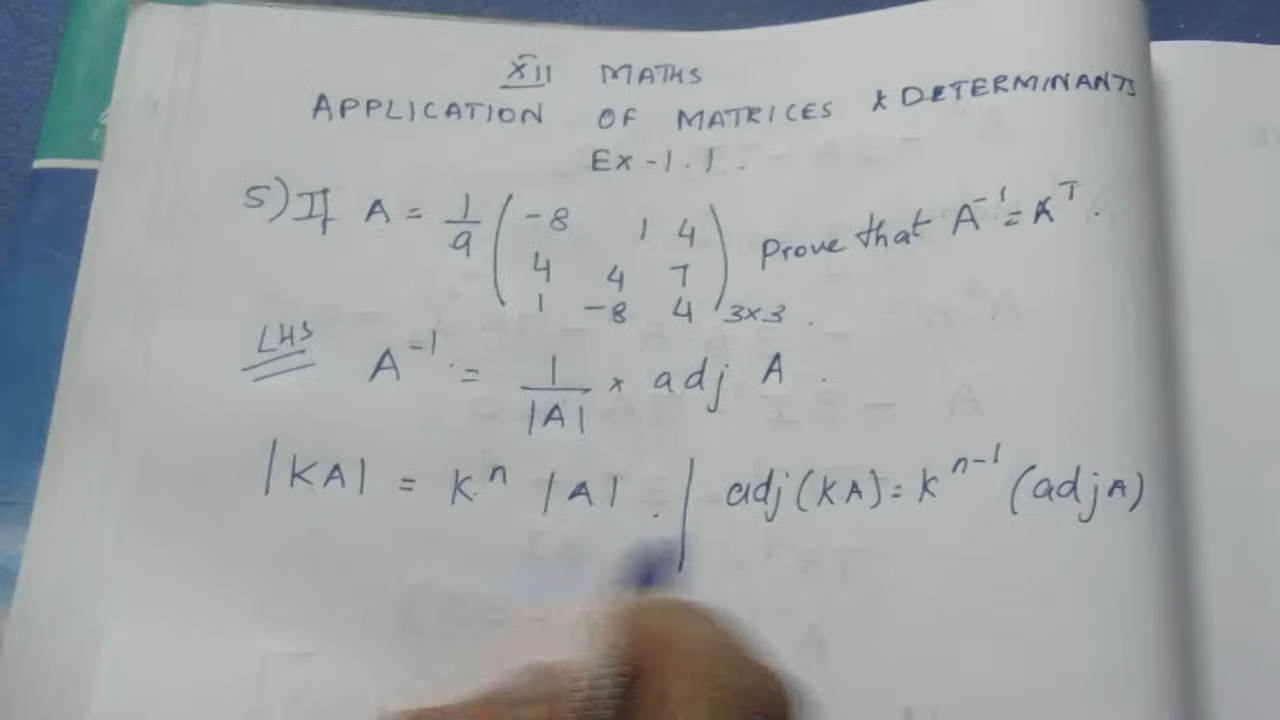 XII MATHS
APPLICATION OF MATRICES & DETERMINANTS
Ex-1.1.
5) If A = 1/9 ( -8 1 4 Prove that A⁻¹ = A^T.
4 4 7
1 -8 4 ) 3x3.
LHS A⁻¹ = 1/|A| × adj A.
|KA| = Kⁿ |A|. | adj(KA) = Kⁿ⁻¹ (adj A)